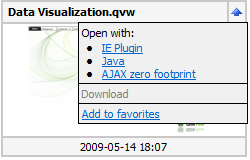 Data Visualization.qvw
Open with:
IE Plugin
Java
AJAX zero footprint
Download
Add to favorites
2009-05-14 18:07